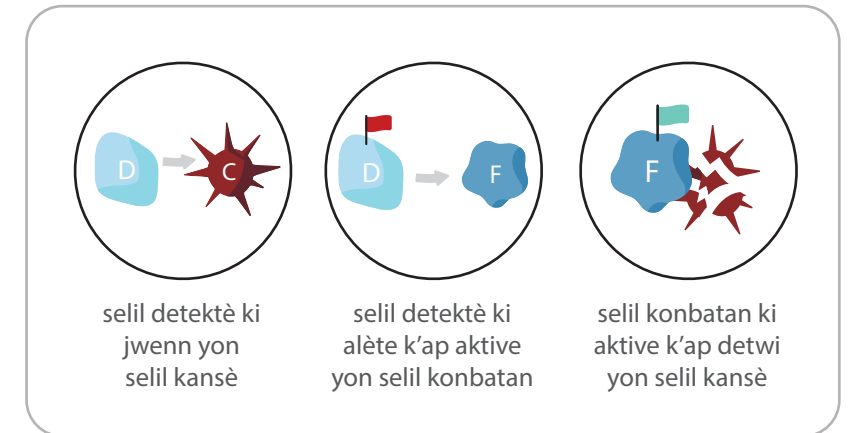 D
C
D
F
F
selil detektè ki
jwenn yon
selil kansè
selil detektè ki
alète k’ap aktive
yon selil konbatan
selil konbatan ki
aktive k’ap detwi
yon selil kansè